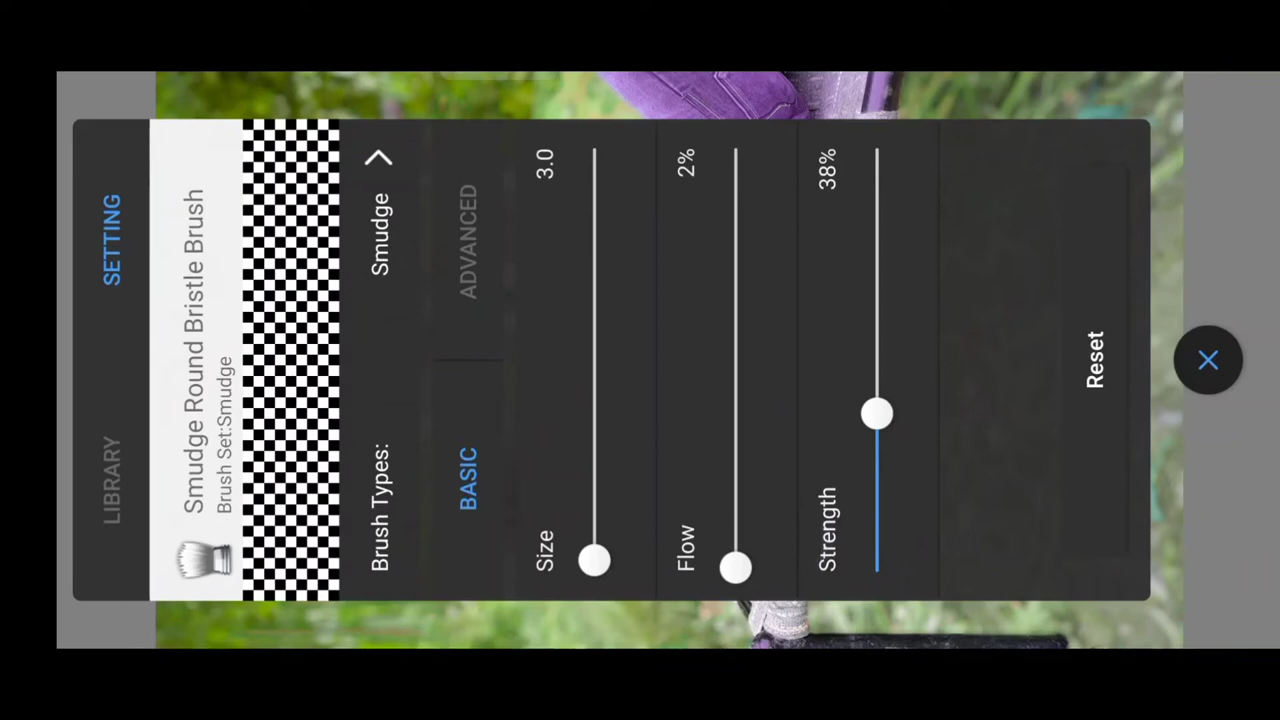 LIBRARY SETTING
Smudge Round Bristle Brush
Brush Set:Smudge
Brush Types: Smudge
BASIC ADVANCED
Size 3.0
Flow 2%
Strength 38%
Reset